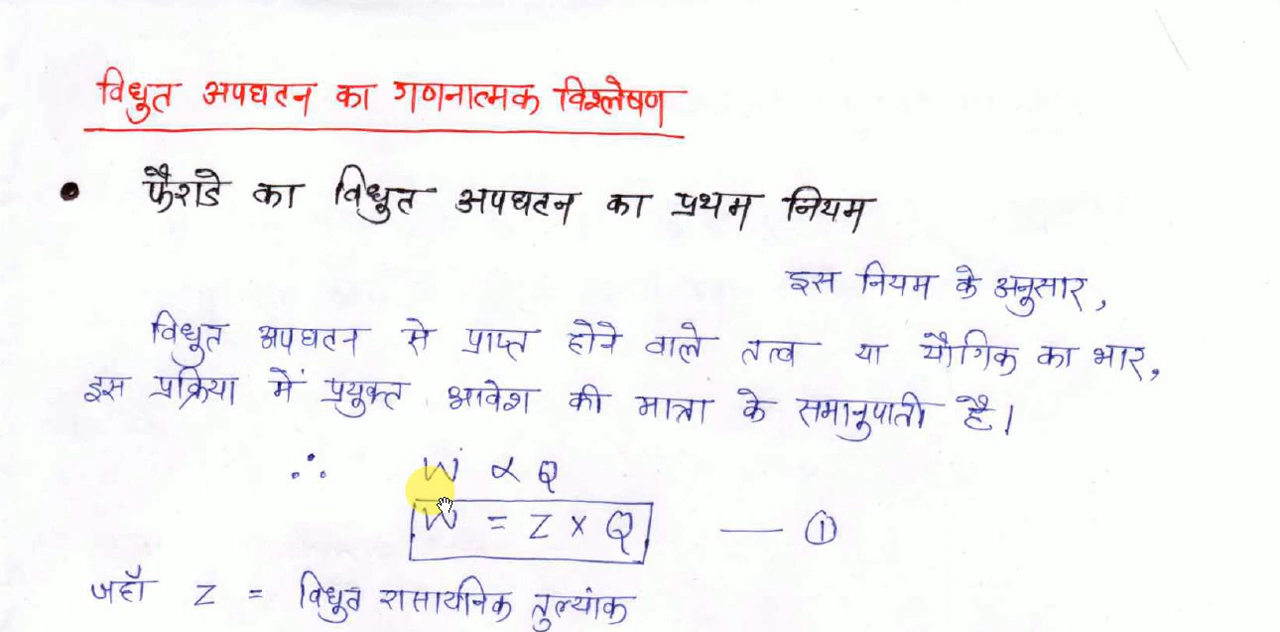 विधुत अपघटन का गणनात्मक विश्लेषण
• फैराडे का विधुत अपघटन का प्रथम नियम
इस नियम के अनुसार,
विधुत अपघटन से प्राप्त होने वाले तत्व या यौगिक का भार,
इस प्रक्रिया में प्रयुक्त आवेश की मात्रा के समानुपाती है।
∴ W ∝ Q
W = Z × Q — ①
जहाँ Z = विधुत रासायनिक तुल्यांक